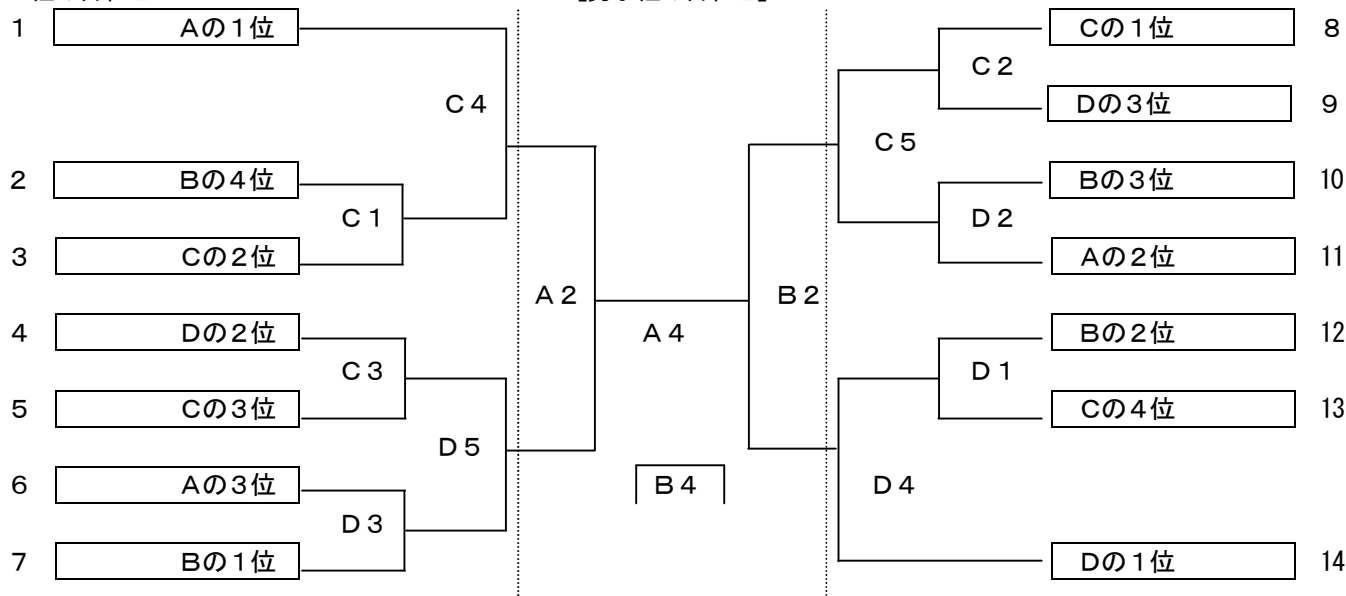 1 Aの1位
C4
2 Bの4位
C1
3 Cの2位
A2
4 Dの2位
C3
5 Cの3位
D5
6 Aの3位
D3
7 Bの1位
A4
B4
Cの1位 8
C2
Dの3位 9
C5
Bの3位 10
D2
Aの2位 11
B2
Bの2位 12
D1
Cの4位 13
D4
Dの1位 14